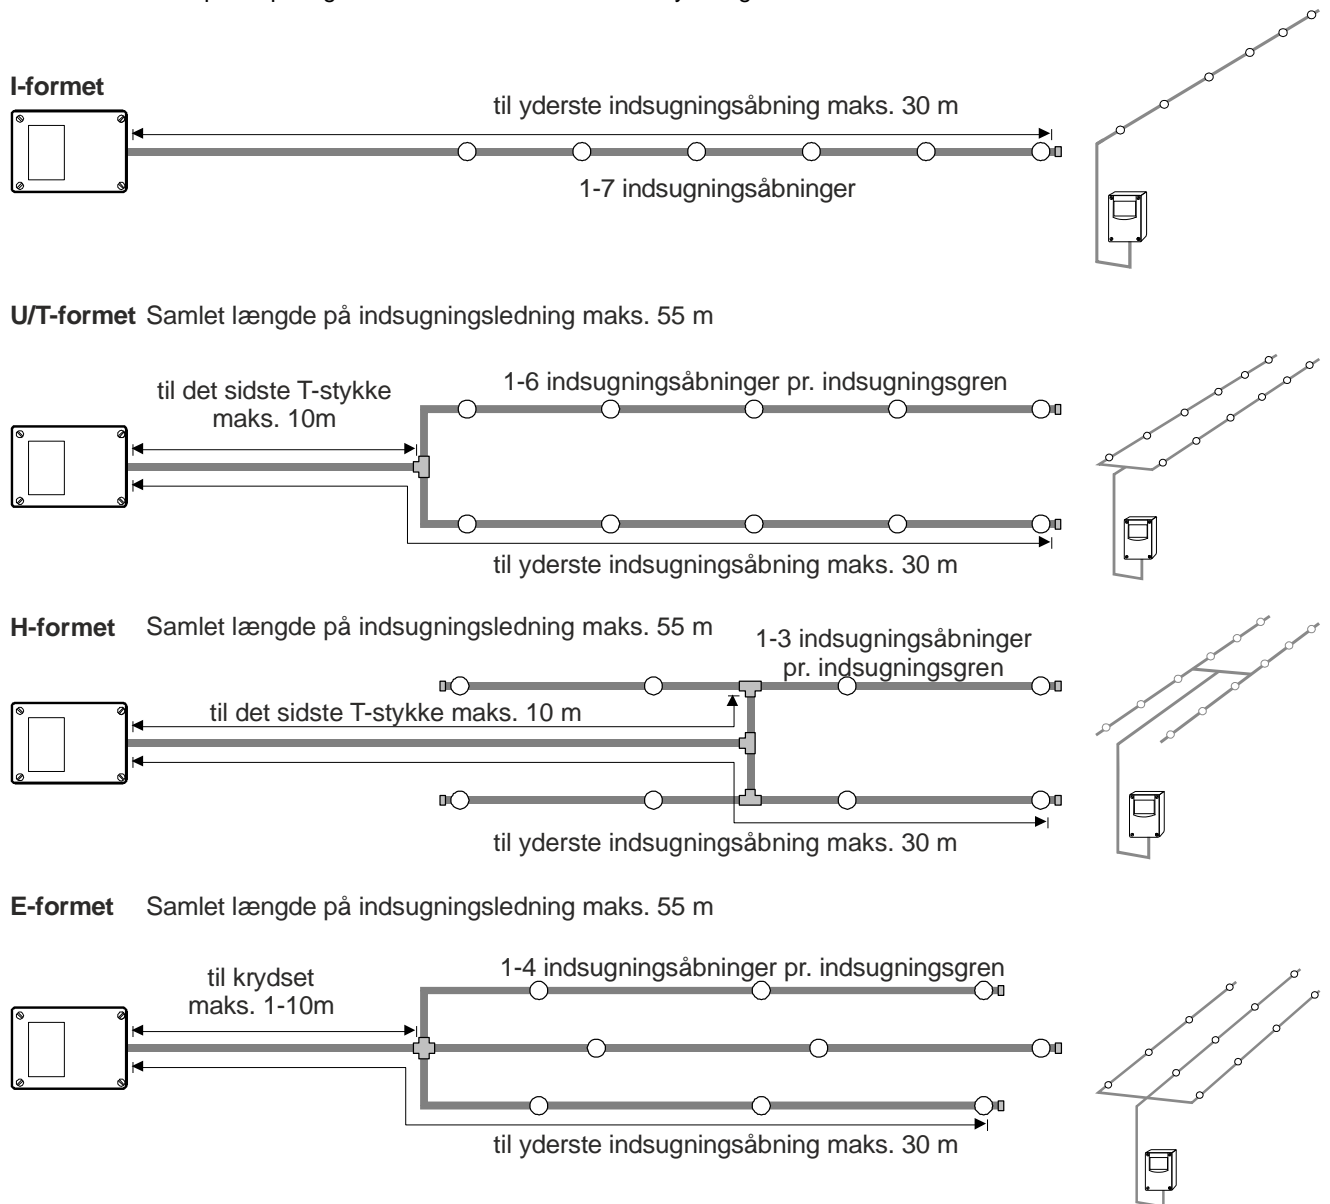 I-formet
til yderste indsugningsåbning maks. 30 m
1-7 indsugningsåbninger
U/T-formet Samlet længde på indsugningsledning maks. 55 m
til det sidste T-stykke
maks. 10m
1-6 indsugningsåbninger pr. indsugningsgren
til yderste indsugningsåbning maks. 30 m
H-formet Samlet længde på indsugningsledning maks. 55 m
1-3 indsugningsåbninger
pr. indsugningsgren
til det sidste T-stykke maks. 10 m
til yderste indsugningsåbning maks. 30 m
E-formet Samlet længde på indsugningsledning maks. 55 m
til krydset
maks. 1-10m
1-4 indsugningsåbninger pr. indsugningsgren
til yderste indsugningsåbning maks. 30 m